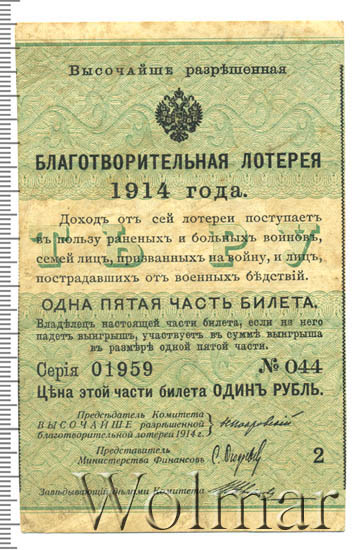 Высочайше разрѣшенная
БЛАГОТВОРИТЕЛЬНАЯ ЛОТЕРЕЯ
1914 года.
Доходъ отъ сей лотереи поступаетъ
въ пользу раненыхъ и больныхъ воиновъ,
семей лицъ, призванныхъ на войну, и лицъ,
пострадавшихъ отъ военныхъ бѣдствій.
ОДНА ПЯТАЯ ЧАСТЬ БИЛЕТА.
Владѣлецъ настоящей части билета, если на него
падетъ выигрышъ, участвуетъ въ суммѣ выигрыша
въ размѣрѣ одной пятой части.
Серія 01959 № 044
Цѣна этой части билета ОДИНЪ РУБЛЬ.
Предсѣдатель Комитета
ВЫСОЧАЙШЕ разрѣшенной
благотворительной лотереи 1914 г.
Представитель
Министерства Финансовъ
2
Завѣдывающій дѣлами Комитета
Wolmar